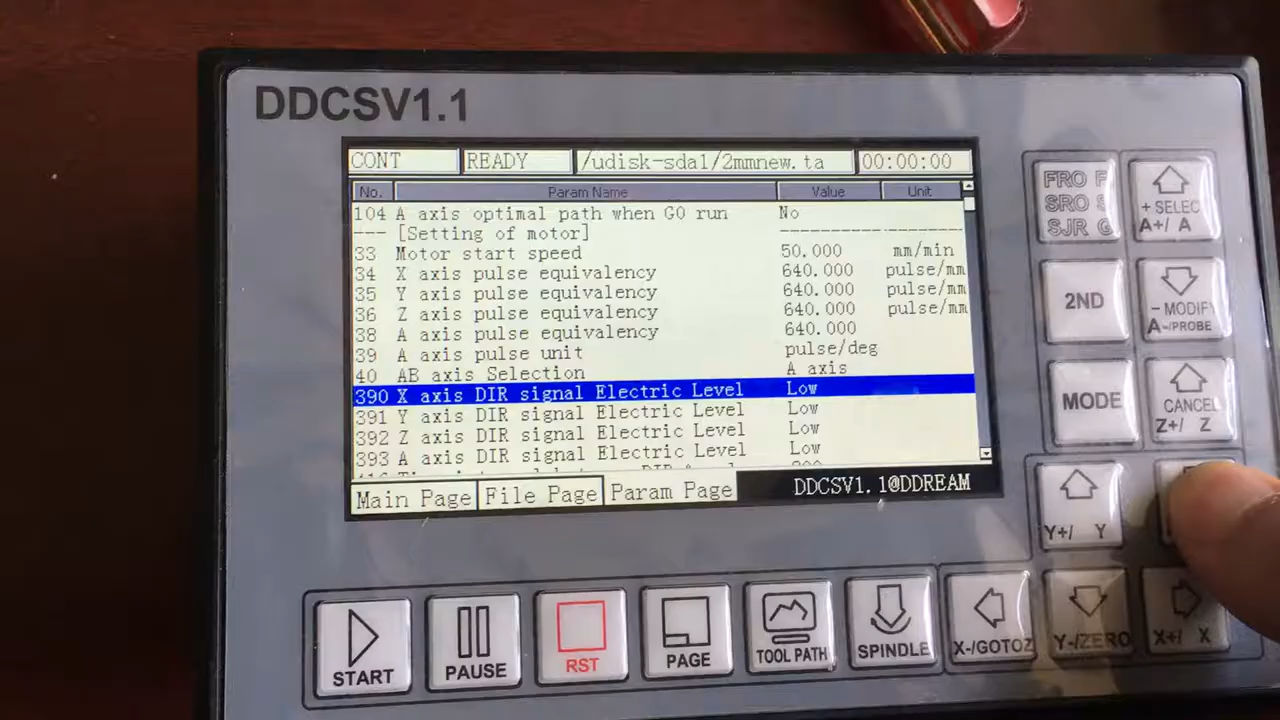 DDCSV1.1
CONT READY /udisk-sda1/2mmnew.ta 00:00:00
No. Param Name Value Unit
104 A axis optimal path when G0 run No
--- [Setting of motor] --------------------
33 Motor start speed 50.000 mm/min
34 X axis pulse equivalency 640.000 pulse/mm
35 Y axis pulse equivalency 640.000 pulse/mm
36 Z axis pulse equivalency 640.000 pulse/mm
38 A axis pulse equivalency 640.000
39 A axis pulse unit pulse/deg
40 AB axis Selection A axis
390 X axis DIR signal Electric Level Low
391 Y axis DIR signal Electric Level Low
392 Z axis DIR signal Electric Level Low
393 A axis DIR signal Electric Level Low
Main Page File Page Param Page DDCSV1.1@DDREAM
FRO F
SRO S
SJR G
+ SELEC
A+/ A
2ND
- MODIFY
A-/PROBE
MODE
CANCEL
Z+/ Z
Y+/ Y
START
PAUSE
RST
PAGE
TOOL PATH
SPINDLE
X-/GOTOZ
Y-/ZERO
X+/ X